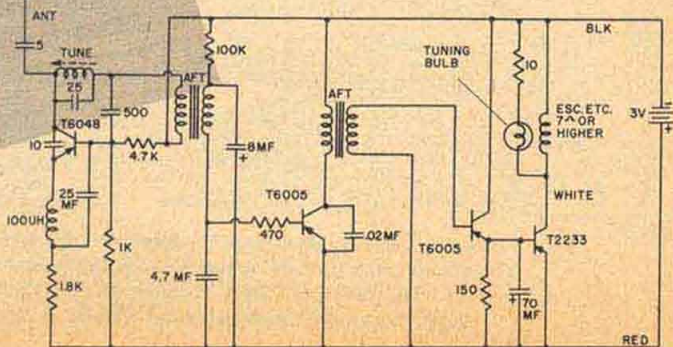 ANT
5
TUNE
25
T6048
10
500
4.7K
25
MF
100UH
1.8K
1K
AFT
100K
8MF
+
T6005
470
4.7 MF
AFT
.02MF
TUNING
BULB
10
BLK
ESC. ETC.
7^ OR
HIGHER
3V
-
+
WHITE
T6005
T2233
150
+
70
MF
RED